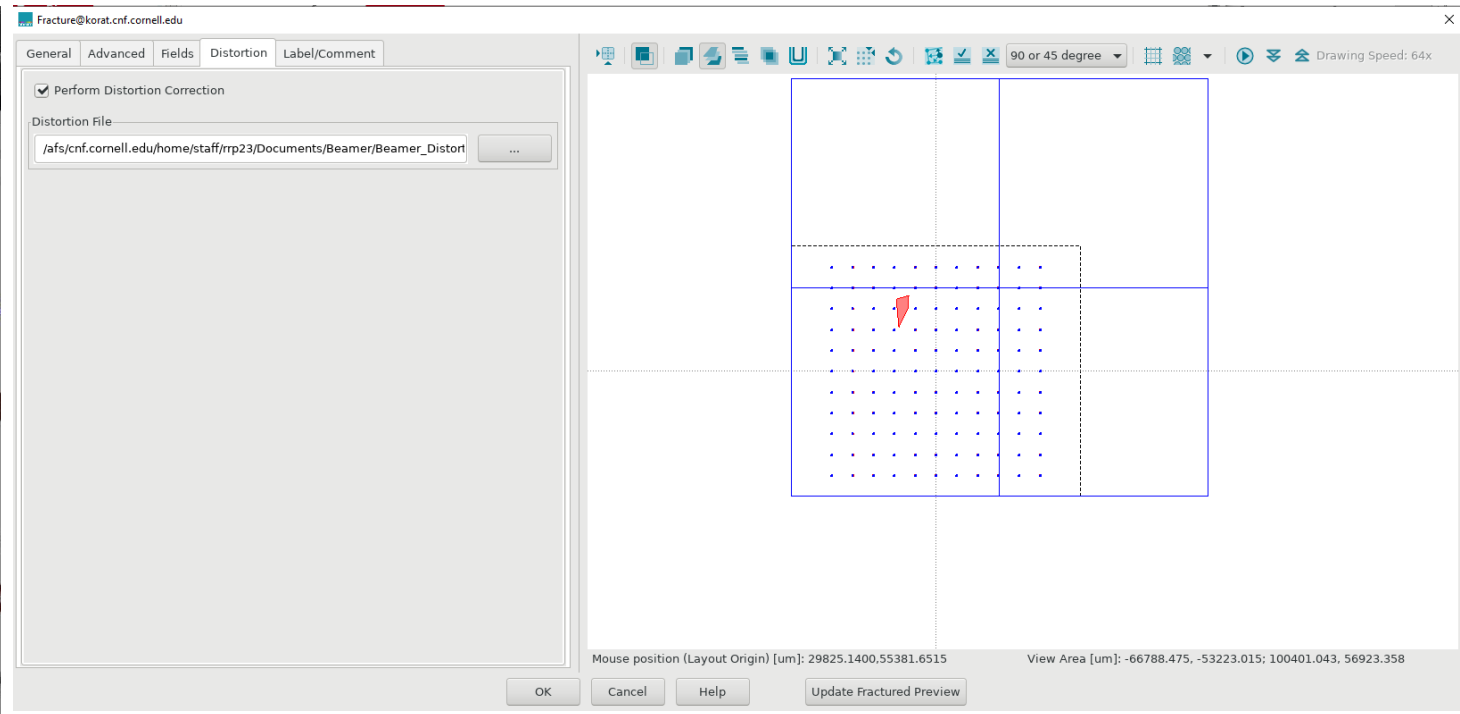 Fracture@korat.cnf.cornell.edu
General Advanced Fields Distortion Label/Comment
90 or 45 degree Drawing Speed: 64x
Perform Distortion Correction
Distortion File
/afs/cnf.cornell.edu/home/staff/rrp23/Documents/Beamer/Beamer_Distort ...
Mouse position (Layout Origin) [um]: 29825.1400,55381.6515 View Area [um]: -66788.475, -53223.015; 100401.043, 56923.358
OK Cancel Help Update Fractured Preview